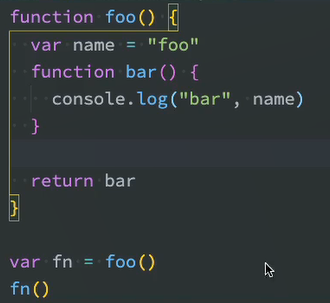 function foo() {
  var name = "foo"
  function bar() {
    console.log("bar", name)
  }

  return bar
}

var fn = foo()
fn()